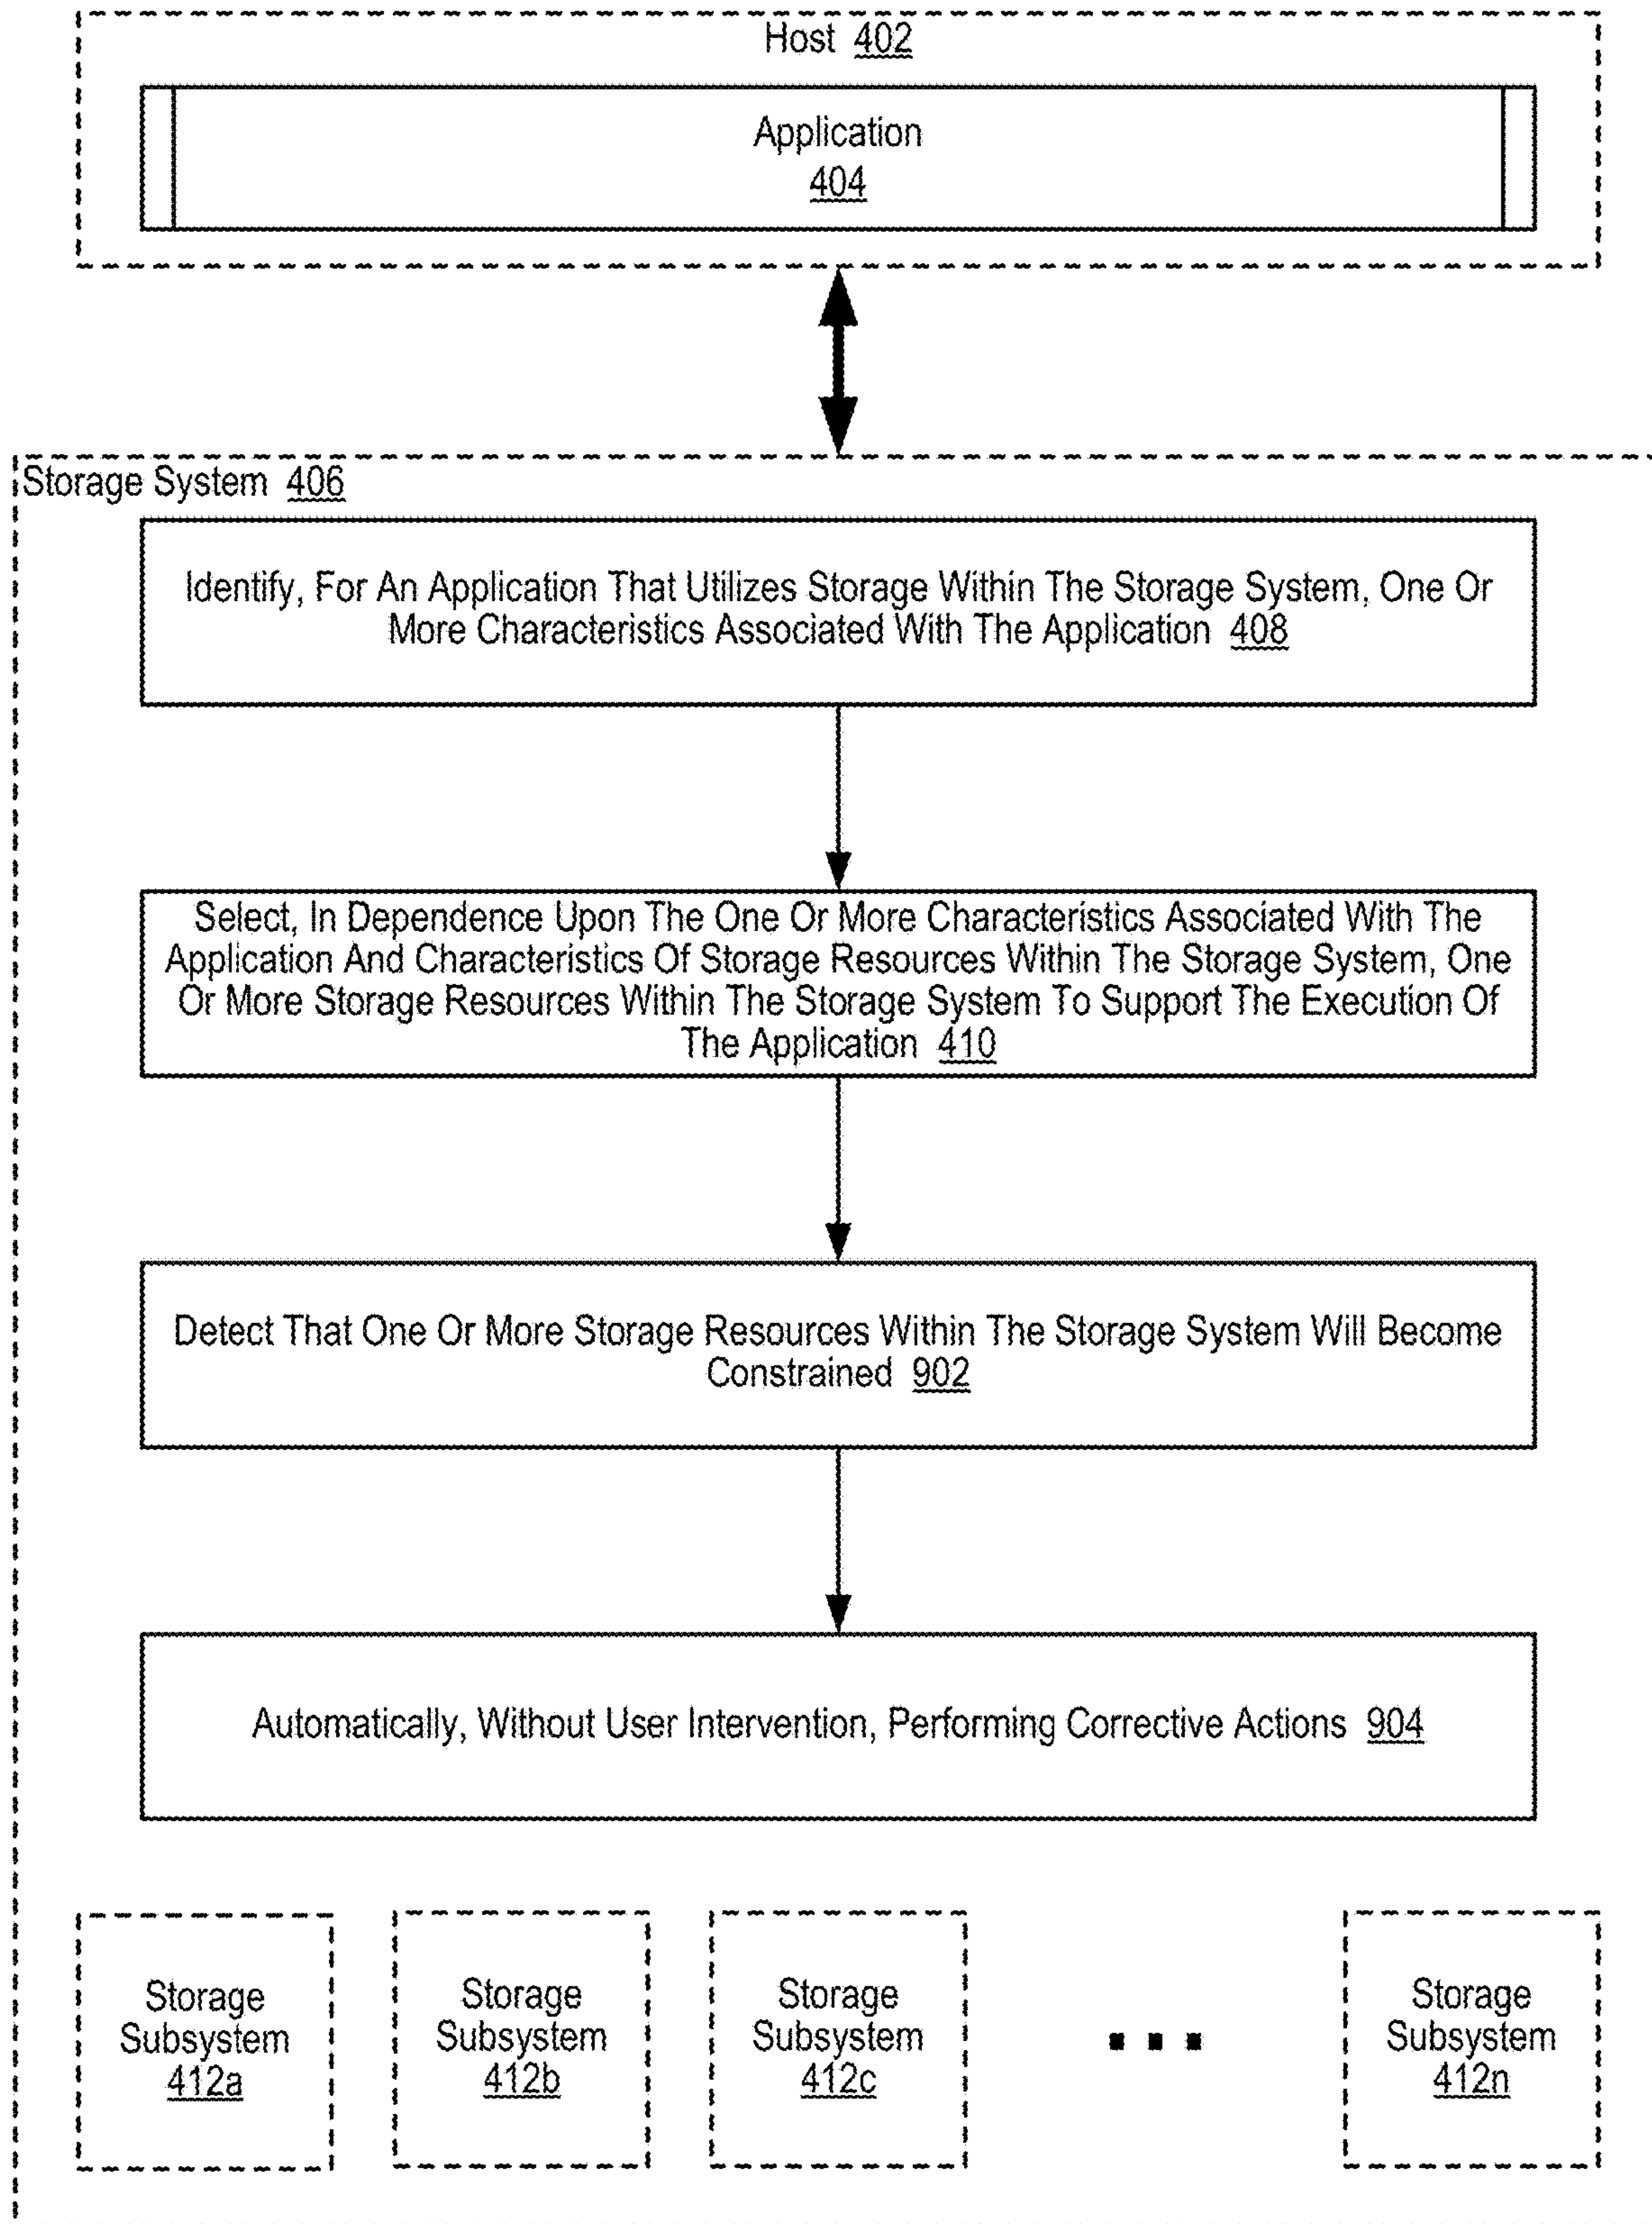 Host 402
Application
404
Storage System 406
Identify, For An Application That Utilizes Storage Within The Storage System, One Or
More Characteristics Associated With The Application 408
Select, In Dependence Upon The One Or More Characteristics Associated With The
Application And Characteristics Of Storage Resources Within The Storage System, One
Or More Storage Resources Within The Storage System To Support The Execution Of
The Application 410
Detect That One Or More Storage Resources Within The Storage System Will Become
Constrained 902
Automatically, Without User Intervention, Performing Corrective Actions 904
Storage
Subsystem
412a
Storage
Subsystem
412b
Storage
Subsystem
412c
Storage
Subsystem
412n